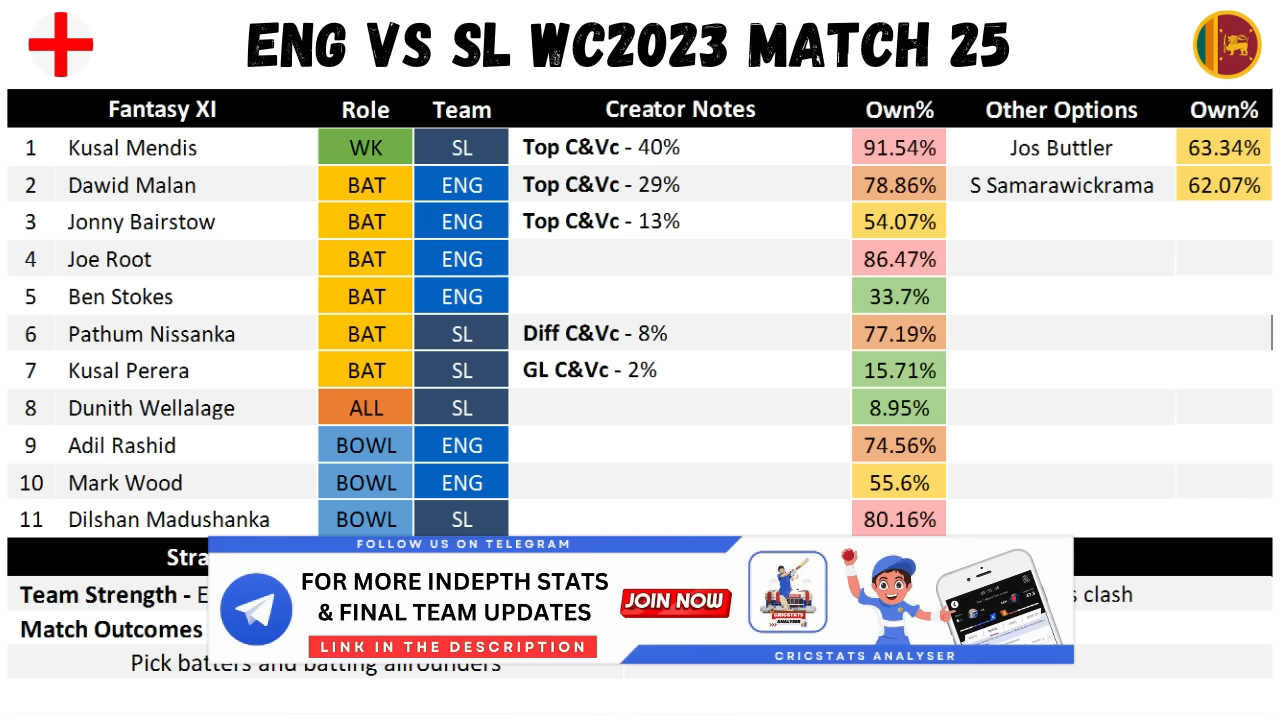 ENG VS SL WC2023 MATCH 25
Fantasy XI Role Team Creator Notes Own% Other Options Own%
1 Kusal Mendis WK SL Top C&Vc - 40% 91.54% Jos Buttler 63.34%
2 Dawid Malan BAT ENG Top C&Vc - 29% 78.86% S Samarawickrama 62.07%
3 Jonny Bairstow BAT ENG Top C&Vc - 13% 54.07%
4 Joe Root BAT ENG 86.47%
5 Ben Stokes BAT ENG 33.7%
6 Pathum Nissanka BAT SL Diff C&Vc - 8% 77.19%
7 Kusal Perera BAT SL GL C&Vc - 2% 15.71%
8 Dunith Wellalage ALL SL 8.95%
9 Adil Rashid BOWL ENG 74.56%
10 Mark Wood BOWL ENG 55.6%
11 Dilshan Madushanka BOWL SL 80.16%
FOLLOW US ON TELEGRAM
FOR MORE INDEPTH STATS
& FINAL TEAM UPDATES
LINK IN THE DESCRIPTION
JOIN NOW
CRICSTATS
ANALYSER
CRICSTATS ANALYSER
Team Strength - clash
Match Outcomes
Pick batters and batting allrounders